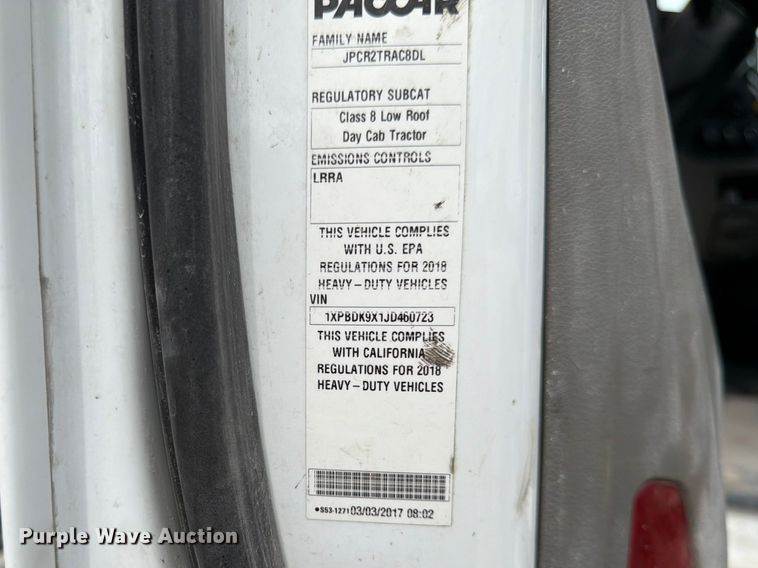 PACCAR
FAMILY NAME
JPCR2TRAC8DL
REGULATORY SUBCAT
Class 8 Low Roof
Day Cab Tractor
EMISSIONS CONTROLS
LRRA
THIS VEHICLE COMPLIES
WITH U.S. EPA
REGULATIONS FOR 2018
HEAVY-DUTY VEHICLES
VIN
1XPBDK9X1JD460723
THIS VEHICLE COMPLIES
WITH CALIFORNIA
REGULATIONS FOR 2018
HEAVY-DUTY VEHICLES
•S53-1271 03/03/2017 08:02
Purple Wave Auction